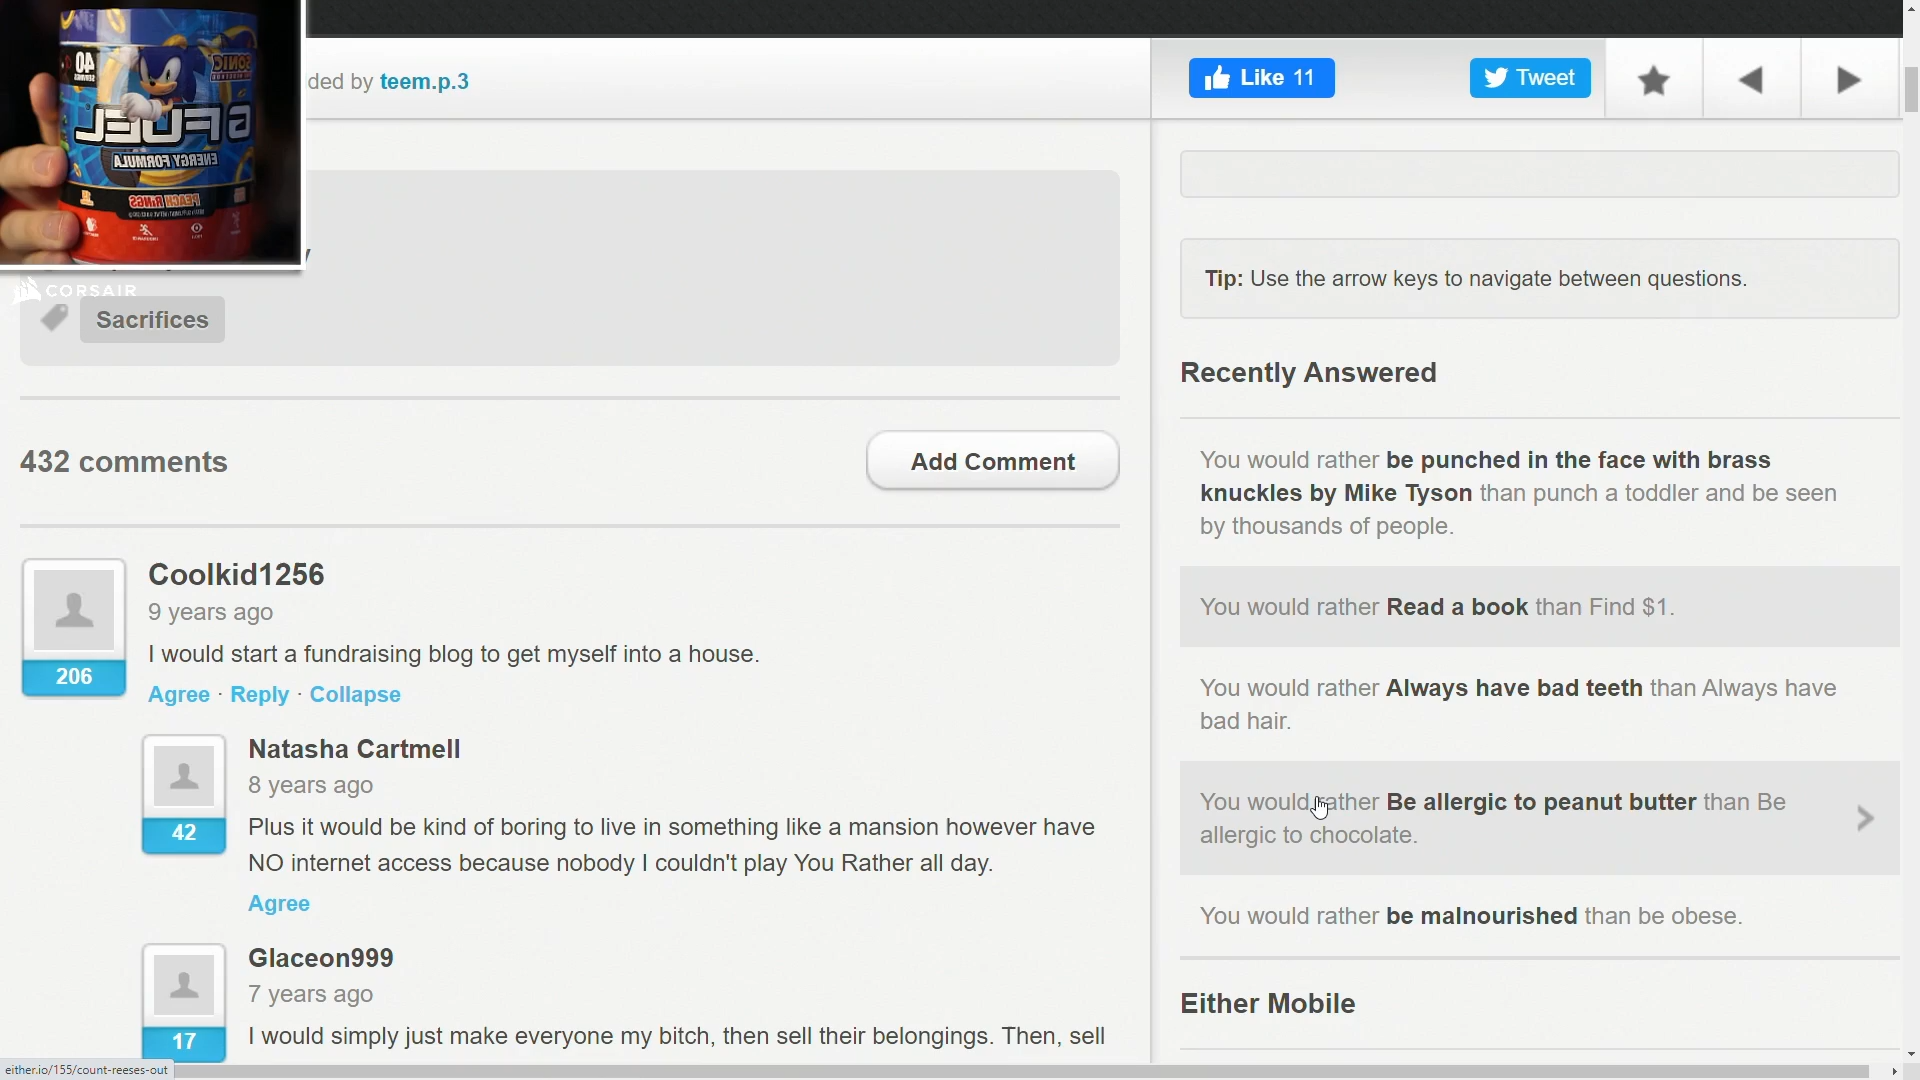 40
SERVINGS
SONIC
G FUEL
ENERGY FORMULA
PEACH RINGS
CORSAIR
ded by teem.p.3
Like 11
Tweet
Sacrifices
Tip: Use the arrow keys to navigate between questions.
Recently Answered
432 comments
Add Comment
You would rather be punched in the face with brass
knuckles by Mike Tyson than punch a toddler and be seen
by thousands of people.
Coolkid1256
9 years ago
You would rather Read a book than Find $1.
I would start a fundraising blog to get myself into a house.
206
Agree · Reply · Collapse
You would rather Always have bad teeth than Always have
bad hair.
Natasha Cartmell
8 years ago
42
Plus it would be kind of boring to live in something like a mansion however have
NO internet access because nobody I couldn't play You Rather all day.
Agree
You would rather Be allergic to peanut butter than Be
allergic to chocolate.
You would rather be malnourished than be obese.
Glaceon999
7 years ago
17
I would simply just make everyone my bitch, then sell their belongings. Then, sell
Either Mobile
either.io/155/count-reeses-out